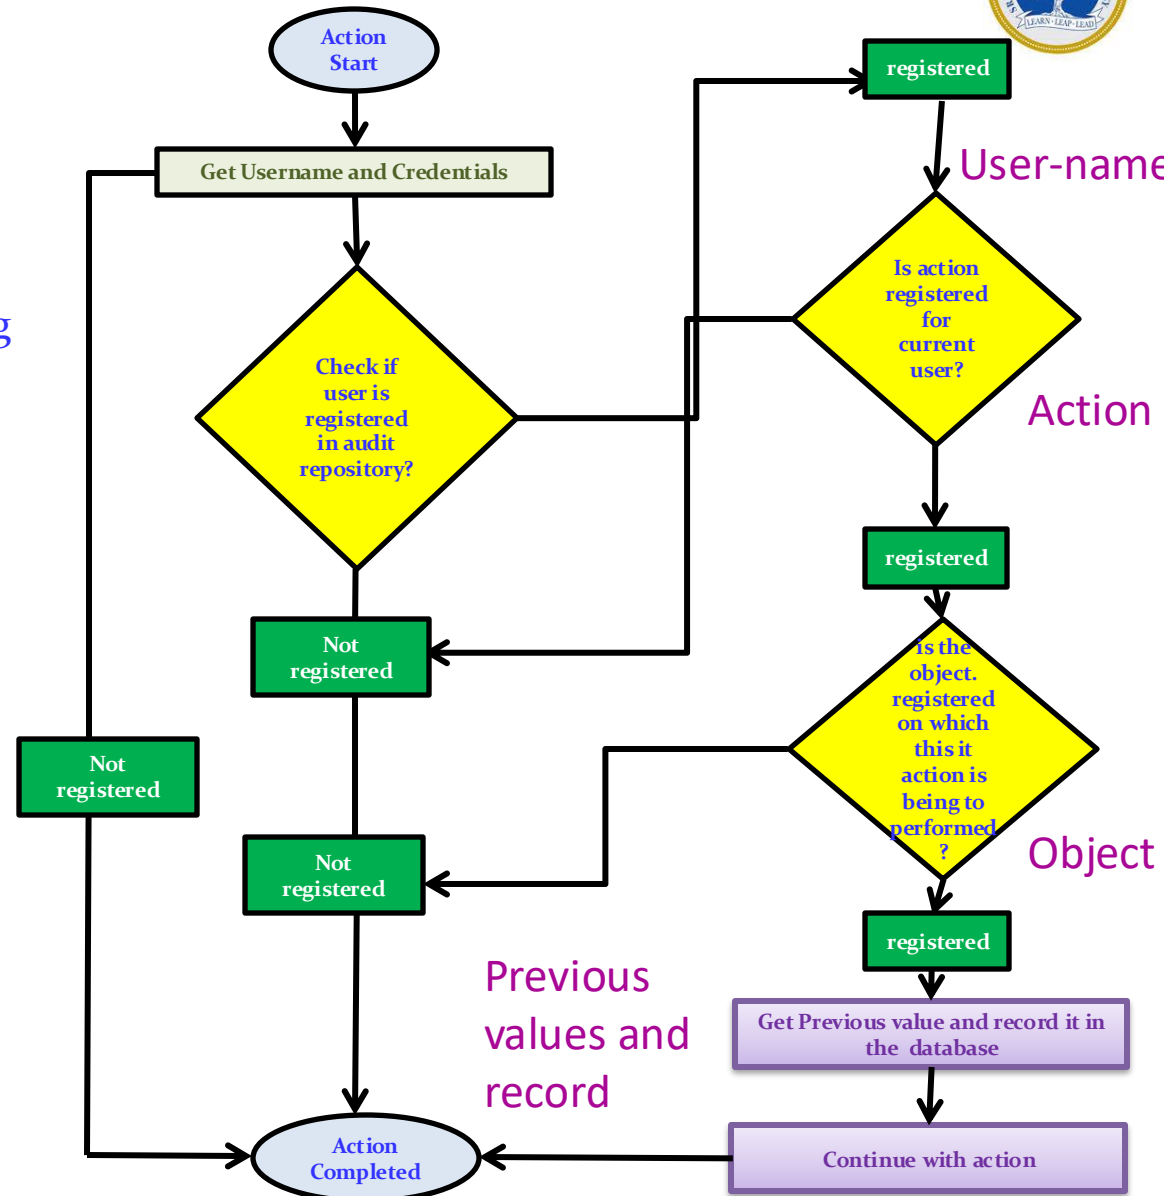 Action
Start
LEARN·LEAP·LEAD
registered
Get Username and Credentials
User-name
Is action
registered
for
current
user?
g
Check if
user is
registered
in audit
repository?
Action
registered
Not
registered
is the
object.
registered
on which
this it
action is
being to
performed
?
Not
registered
Object
Not
registered
registered
Previous
values and
record
Get Previous value and record it in
the database
Action
Completed
Continue with action